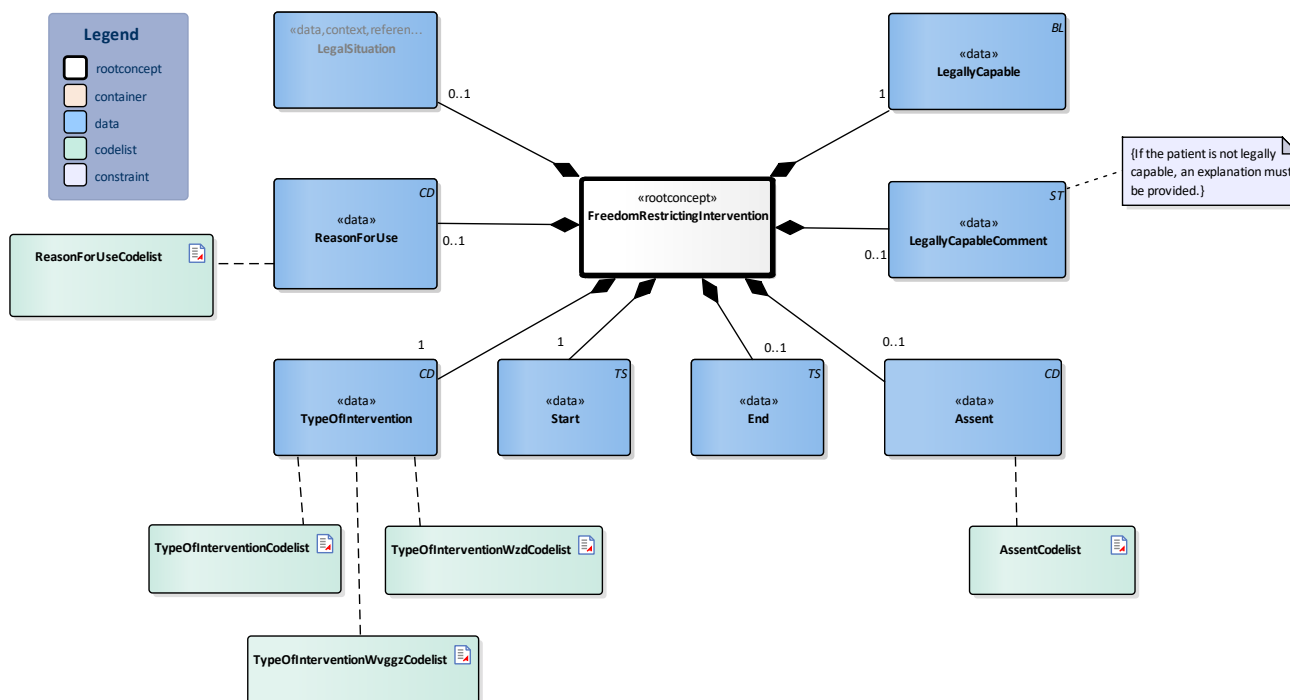 Legend
rootconcept
container
data
codelist
constraint
«data,context,referen...
LegalSituation
0..1
BL
«data»
LegallyCapable
1
{If the patient is not legally
capable, an explanation must
be provided.}
«rootconcept»
FreedomRestrictingIntervention
CD
«data»
ReasonForUse
0..1
ST
«data»
LegallyCapableComment
0..1
ReasonForUseCodelist
1
CD
«data»
TypeOfIntervention
1
TS
«data»
Start
0..1
TS
«data»
End
0..1
CD
«data»
Assent
TypeOfInterventionCodelist
TypeOfInterventionWzdCodelist
AssentCodelist
TypeOfInterventionWvggzCodelist